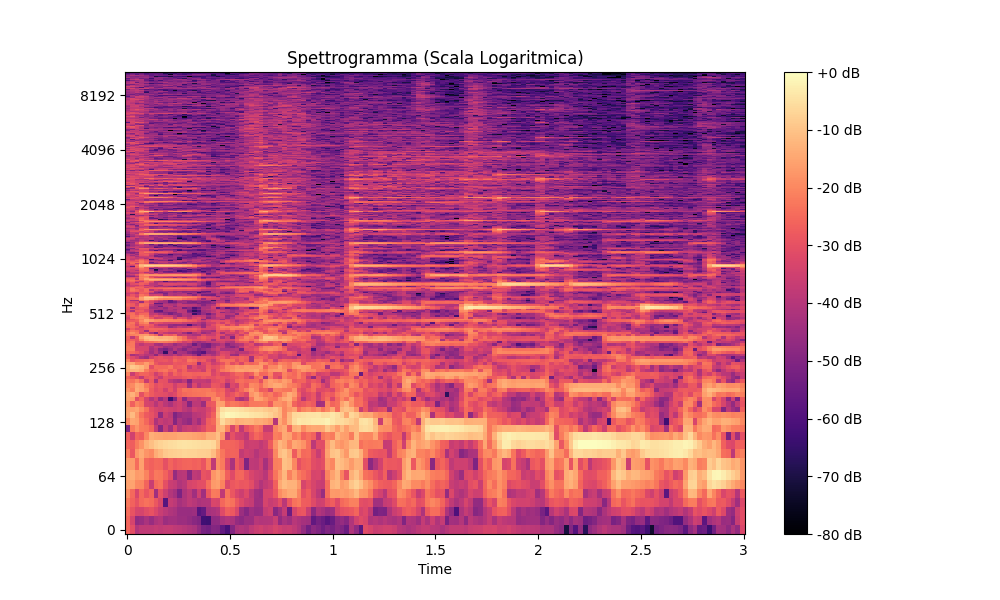 Spettrogramma (Scala Logaritmica)
Hz
8192
4096
2048
1024
512
256
128
64
0
0
0.5
1
1.5
2
2.5
3
Time
+0 dB
-10 dB
-20 dB
-30 dB
-40 dB
-50 dB
-60 dB
-70 dB
-80 dB